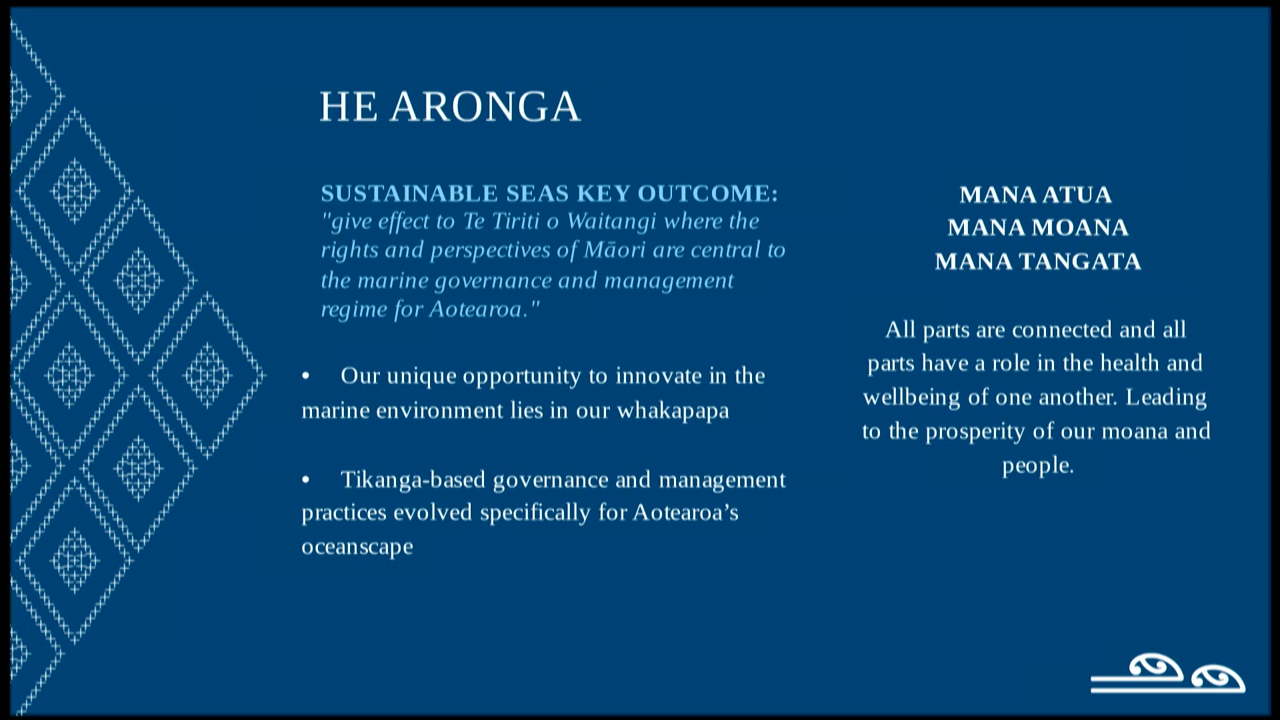 HE ARONGA
SUSTAINABLE SEAS KEY OUTCOME:
"give effect to Te Tiriti o Waitangi where the
rights and perspectives of Māori are central to
the marine governance and management
regime for Aotearoa."
• Our unique opportunity to innovate in the
marine environment lies in our whakapapa
• Tikanga-based governance and management
practices evolved specifically for Aotearoa’s
oceanscape
MANA ATUA
MANA MOANA
MANA TANGATA
All parts are connected and all
parts have a role in the health and
wellbeing of one another. Leading
to the prosperity of our moana and
people.